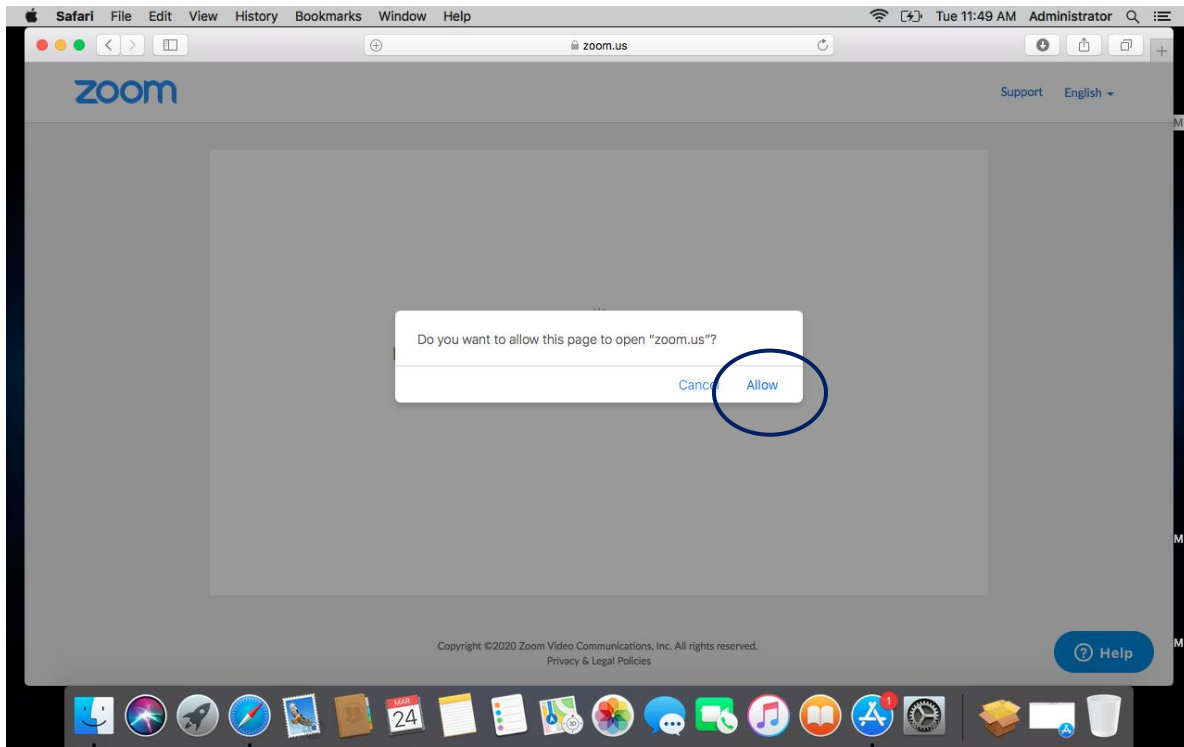 Safari File Edit View History Bookmarks Window Help Tue 11:49 AM Administrator
zoom.us
zoom Support English
Do you want to allow this page to open “zoom.us”?
Cancel Allow
Copyright ©2020 Zoom Video Communications, Inc. All rights reserved.
Privacy & Legal Policies
Help
M
M
M
MAR
24
1
3D